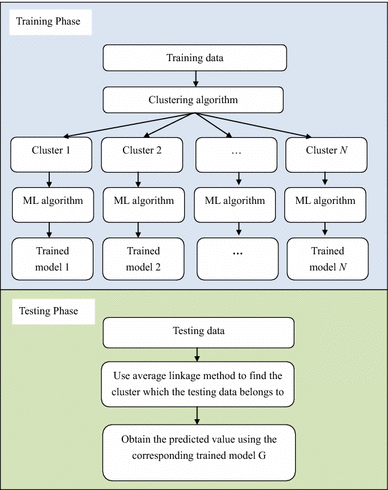 Training Phase
Training data
Clustering algorithm
Cluster 1
Cluster 2
...
Cluster N
ML algorithm
ML algorithm
ML algorithm
ML algorithm
Trained
model 1
Trained
model 2
...
Trained
model N
Testing Phase
Testing data
Use average linkage method to find the
cluster which the testing data belongs to
Obtain the predicted value using the
corresponding trained model G